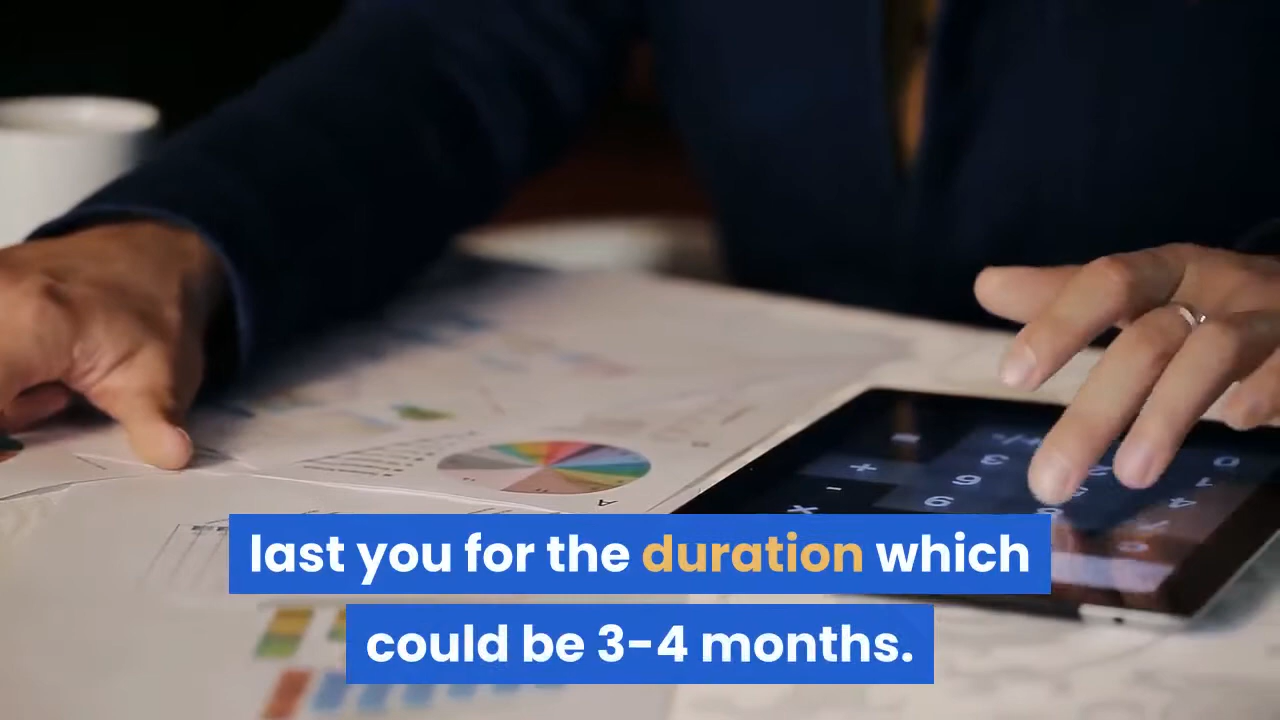 last you for the duration which
could be 3-4 months.